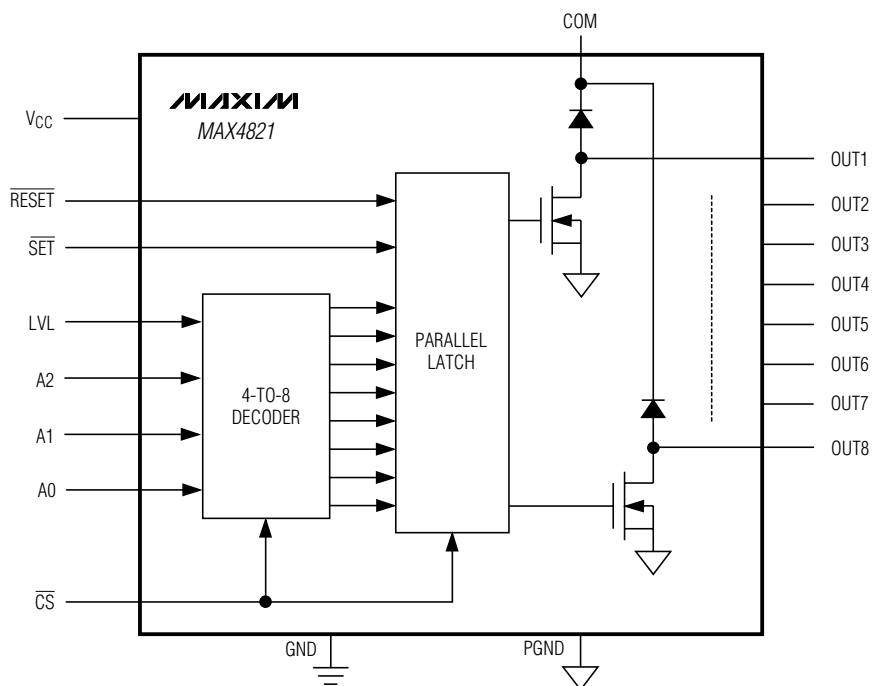 COM
MAXIM
MAX4821
VCC
RESET
SET
LVL
A2
A1
A0
CS
4-TO-8
DECODER
PARALLEL
LATCH
OUT1
OUT2
OUT3
OUT4
OUT5
OUT6
OUT7
OUT8
GND
PGND